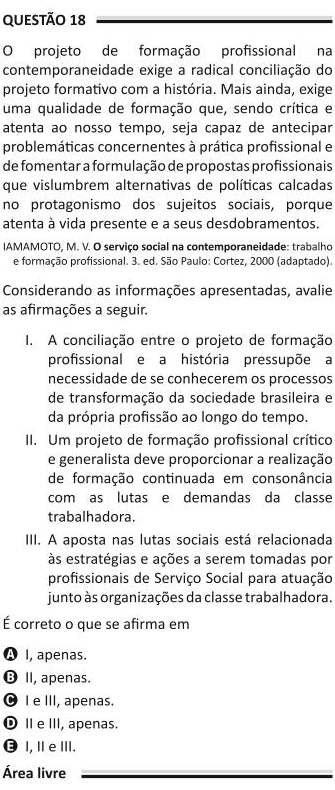 QUESTÃO 18
O projeto de formação profissional na
contemporaneidade exige a radical conciliação do
projeto formativo com a história. Mais ainda, exige
uma qualidade de formação que, sendo crítica e
atenta ao nosso tempo, seja capaz de antecipar
problemáticas concernentes à prática profissional e
de fomentar a formulação de propostas profissionais
que vislumbrem alternativas de políticas calcadas
no protagonismo dos sujeitos sociais, porque
atenta à vida presente e a seus desdobramentos.
IAMAMOTO, M. V. O serviço social na contemporaneidade: trabalho
e formação profissional. 3. ed. São Paulo: Cortez, 2000 (adaptado).
Considerando as informações apresentadas, avalie
as afirmações a seguir.
I. A conciliação entre o projeto de formação
profissional e a história pressupõe a
necessidade de se conhecerem os processos
de transformação da sociedade brasileira e
da própria profissão ao longo do tempo.
II. Um projeto de formação profissional crítico
e generalista deve proporcionar a realização
de formação continuada em consonância
com as lutas e demandas da classe
trabalhadora.
III. A aposta nas lutas sociais está relacionada
às estratégias e ações a serem tomadas por
profissionais de Serviço Social para atuação
junto às organizações da classe trabalhadora.
É correto o que se afirma em
A I, apenas.
B II, apenas.
C I e III, apenas.
D II e III, apenas.
E I, II e III.
Área livre